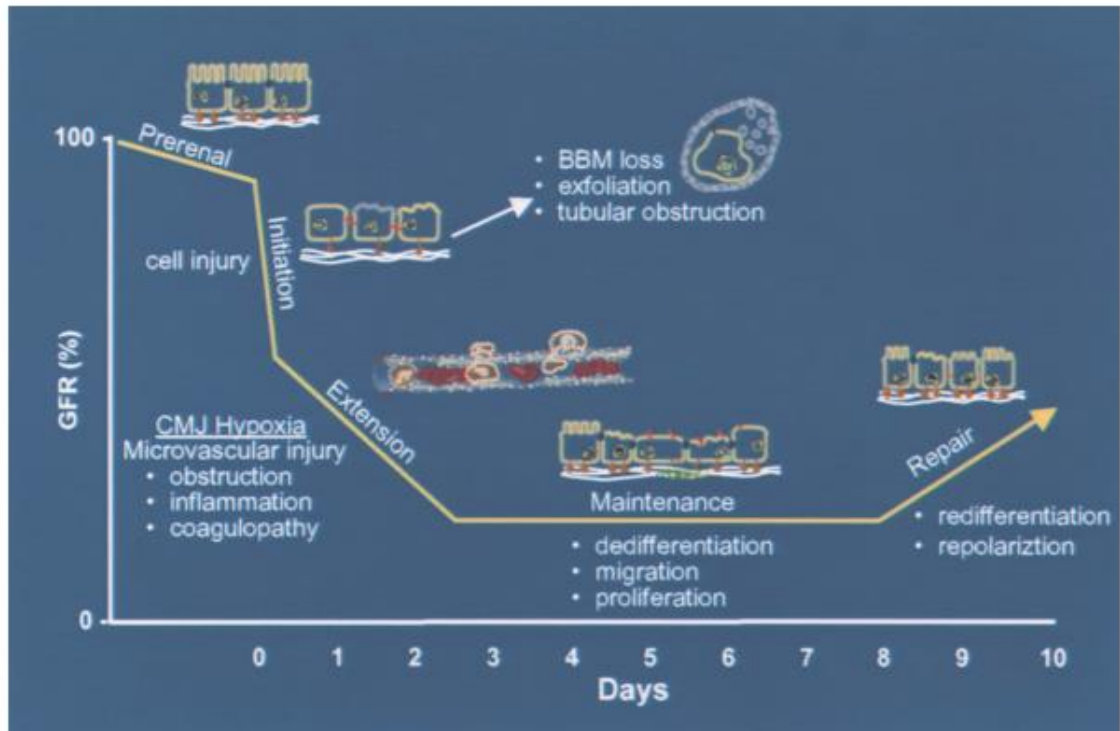 100
Prerenal
BBM loss
exfoliation
tubular obstruction
Initiation
cell injury
GFR (%)
Extension
CMJ Hypoxia
Microvascular injury
obstruction
inflammation
coagulopathy
Maintenance
dedifferentiation
migration
proliferation
Repair
redifferentiation
repolariztion
0
0 1 2 3 4 5 6 7 8 9 10
Days